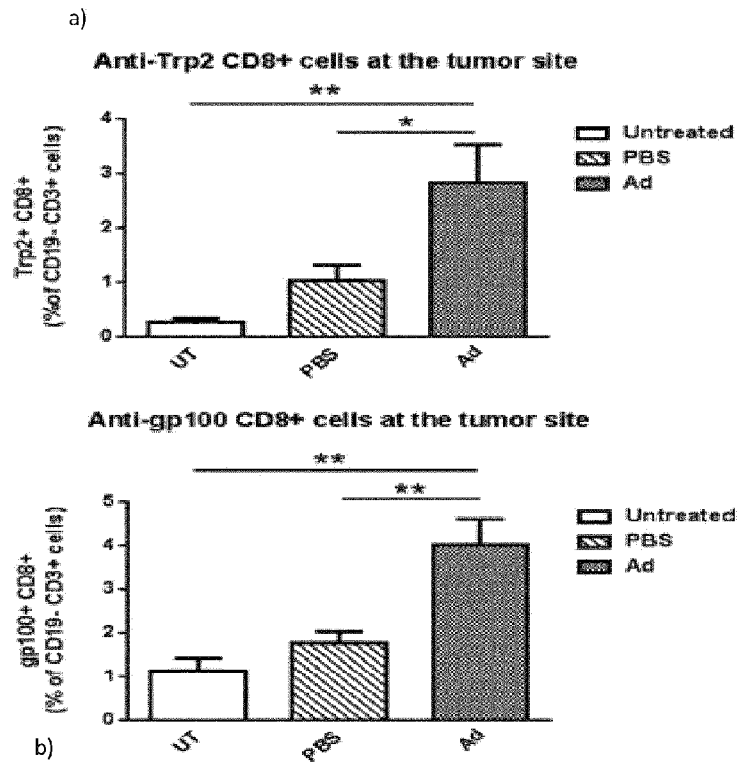 a)
Anti-Trp2 CD8+ cells at the tumor site
**
*
Trp2+ CD8+
(%of CD19- CD3+ cells)
4
3
2
1
0
UT
PBS
Ad
Untreated
PBS
Ad
Anti-gp100 CD8+ cells at the tumor site
**
**
gp100+ CD8+
(% of CD19- CD3+ cells)
5
4
3
2
1
0
UT
PBS
Ad
Untreated
PBS
Ad
b)